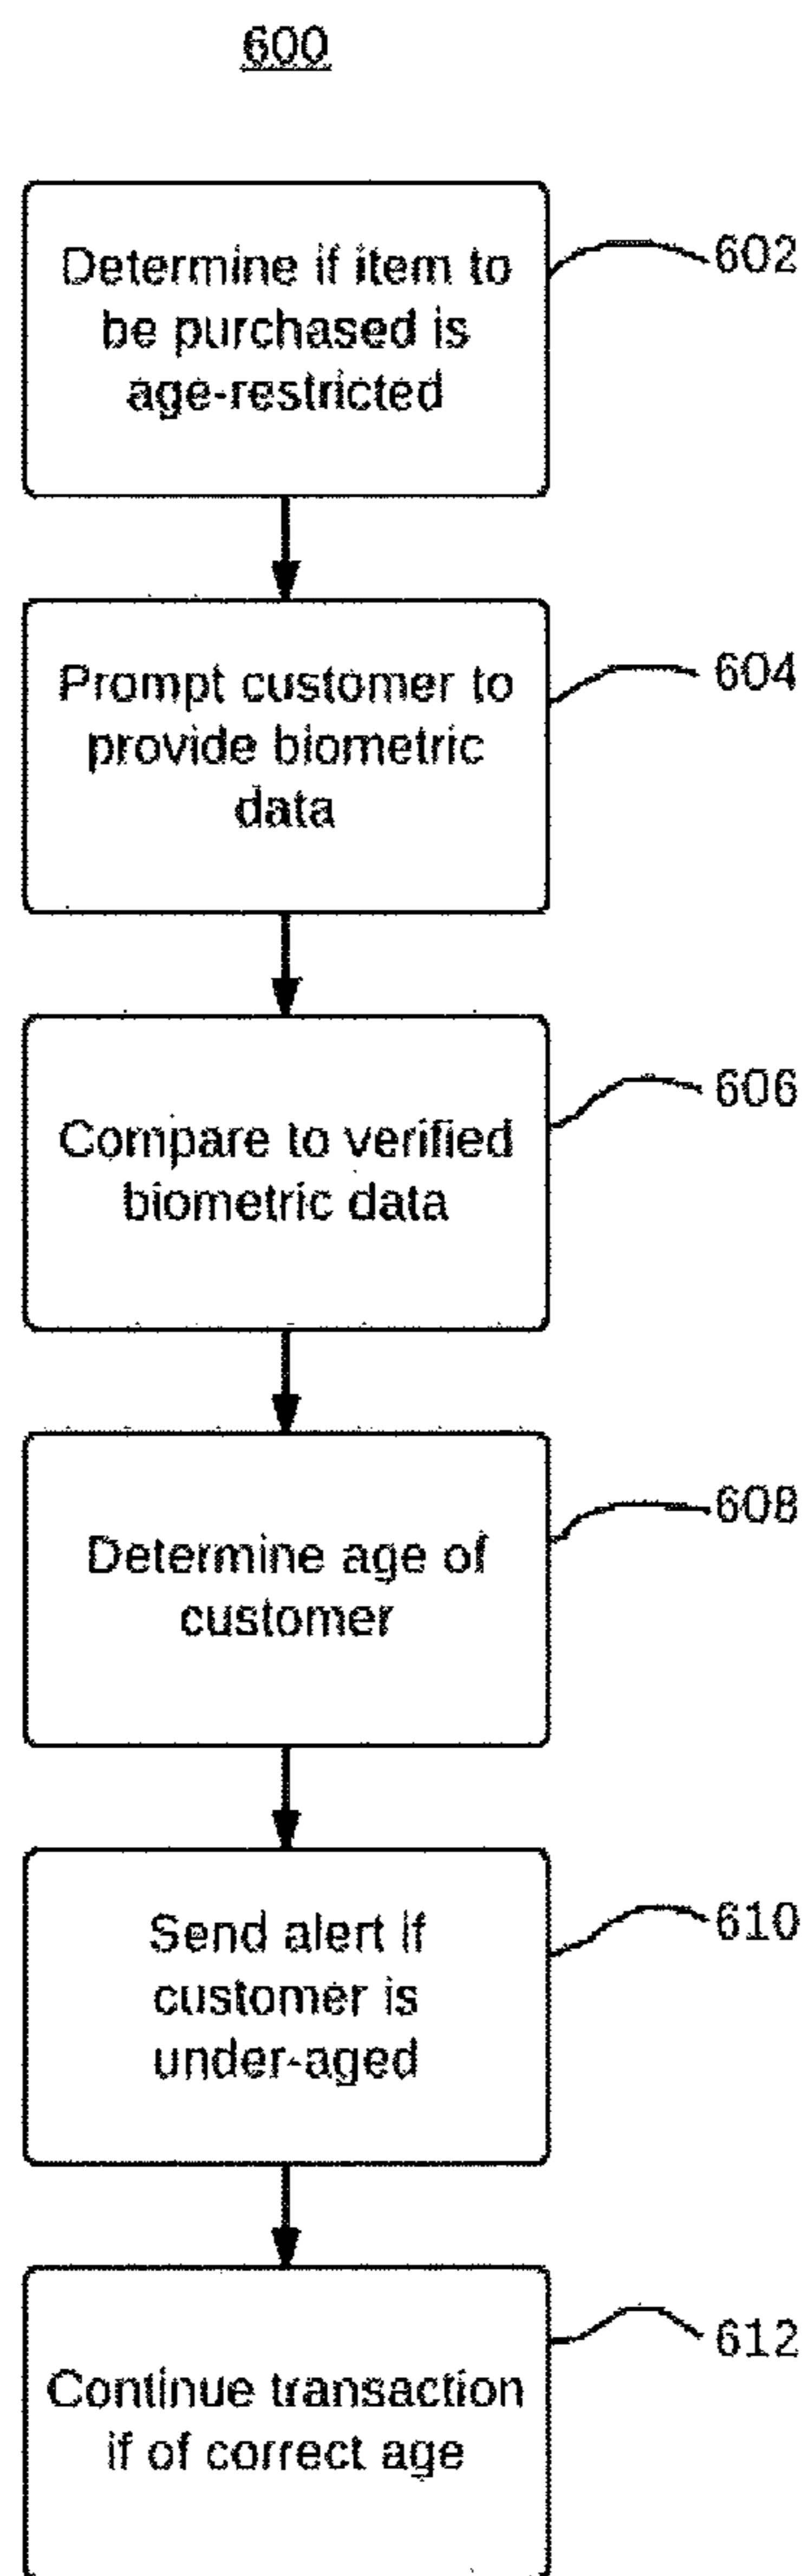 600
Determine if item to
be purchased is
age-restricted
602
Prompt customer to
provide biometric
data
604
Compare to verified
biometric data
606
Determine age of
customer
608
Send alert if
customer is
under-aged
610
Continue transaction
if of correct age
612